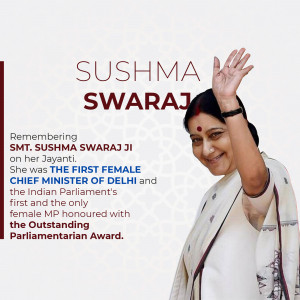 SUSHMA
SWARAJ
Remembering
SMT. SUSHMA SWARAJ JI
on her Jayanti.
She was THE FIRST FEMALE
CHIEF MINISTER OF DELHI and
the Indian Parliament's
first and the only
female MP honoured with
the Outstanding
Parliamentarian Award.